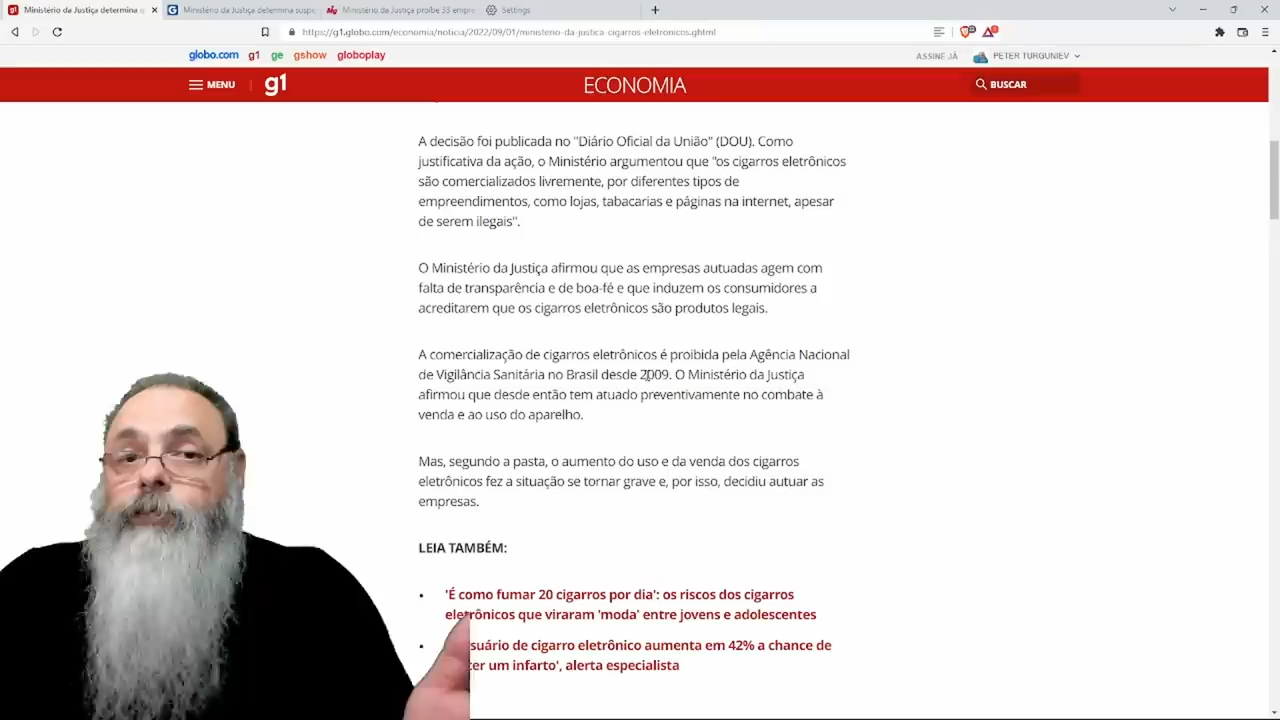 Ministério da Justiça determina q
Ministério da Justiça determina suspe
Ministério da Justiça proíbe 33 empre
Settings
https://g1.globo.com/economia/noticia/2022/09/01/ministerio-da-justica-cigarros-eletronicos.ghtml
globo.com g1 ge gshow globoplay
ASSINE JÁ
PETER TURGUNIEV
MENU
g1
ECONOMIA
BUSCAR
A decisão foi publicada no "Diário Oficial da União" (DOU). Como
justificativa da ação, o Ministério argumentou que "os cigarros eletrônicos
são comercializados livremente, por diferentes tipos de
empreendimentos, como lojas, tabacarias e páginas na internet, apesar
de serem ilegais".
O Ministério da Justiça afirmou que as empresas autuadas agem com
falta de transparência e de boa-fé e que induzem os consumidores a
acreditarem que os cigarros eletrônicos são produtos legais.
A comercialização de cigarros eletrônicos é proibida pela Agência Nacional
de Vigilância Sanitária no Brasil desde 2009. O Ministério da Justiça
afirmou que desde então tem atuado preventivamente no combate à
venda e ao uso do aparelho.
Mas, segundo a pasta, o aumento do uso e da venda dos cigarros
eletrônicos fez a situação se tornar grave e, por isso, decidiu autuar as
empresas.
LEIA TAMBÉM:
'É como fumar 20 cigarros por dia': os riscos dos cigarros
eletrônicos que viraram 'moda' entre jovens e adolescentes
suário de cigarro eletrônico aumenta em 42% a chance de
ter um infarto', alerta especialista